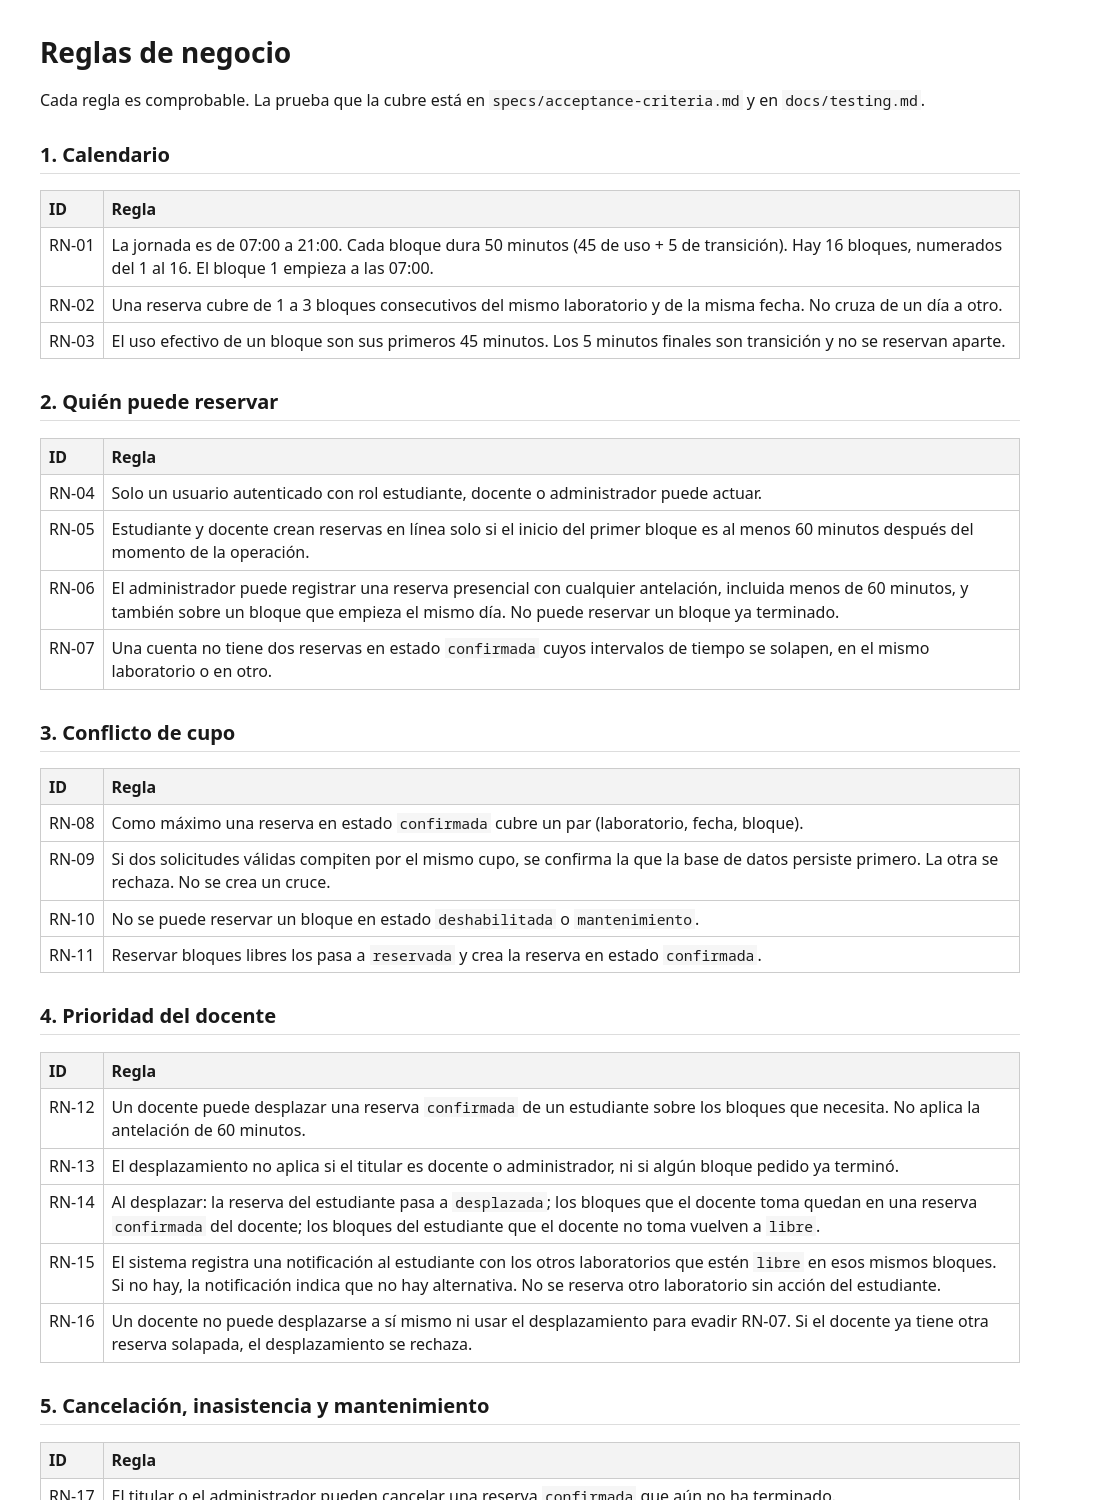 Reglas de negocio
Cada regla es comprobable. La prueba que la cubre está en specs/acceptance-criteria.md y en docs/testing.md.
1. Calendario
ID Regla
RN-01 La jornada es de 07:00 a 21:00. Cada bloque dura 50 minutos (45 de uso + 5 de transición). Hay 16 bloques, numerados
del 1 al 16. El bloque 1 empieza a las 07:00.
RN-02 Una reserva cubre de 1 a 3 bloques consecutivos del mismo laboratorio y de la misma fecha. No cruza de un día a otro.
RN-03 El uso efectivo de un bloque son sus primeros 45 minutos. Los 5 minutos finales son transición y no se reservan aparte.
2. Quién puede reservar
ID Regla
RN-04 Solo un usuario autenticado con rol estudiante, docente o administrador puede actuar.
RN-05 Estudiante y docente crean reservas en línea solo si el inicio del primer bloque es al menos 60 minutos después del
momento de la operación.
RN-06 El administrador puede registrar una reserva presencial con cualquier antelación, incluida menos de 60 minutos, y
también sobre un bloque que empieza el mismo día. No puede reservar un bloque ya terminado.
RN-07 Una cuenta no tiene dos reservas en estado confirmada cuyos intervalos de tiempo se solapen, en el mismo
laboratorio o en otro.
3. Conflicto de cupo
ID Regla
RN-08 Como máximo una reserva en estado confirmada cubre un par (laboratorio, fecha, bloque).
RN-09 Si dos solicitudes válidas compiten por el mismo cupo, se confirma la que la base de datos persiste primero. La otra se
rechaza. No se crea un cruce.
RN-10 No se puede reservar un bloque en estado deshabilitada o mantenimiento.
RN-11 Reservar bloques libres los pasa a reservada y crea la reserva en estado confirmada.
4. Prioridad del docente
ID Regla
RN-12 Un docente puede desplazar una reserva confirmada de un estudiante sobre los bloques que necesita. No aplica la
antelación de 60 minutos.
RN-13 El desplazamiento no aplica si el titular es docente o administrador, ni si algún bloque pedido ya terminó.
RN-14 Al desplazar: la reserva del estudiante pasa a desplazada; los bloques que el docente toma quedan en una reserva
confirmada del docente; los bloques del estudiante que el docente no toma vuelven a libre.
RN-15 El sistema registra una notificación al estudiante con los otros laboratorios que estén libre en esos mismos bloques.
Si no hay, la notificación indica que no hay alternativa. No se reserva otro laboratorio sin acción del estudiante.
RN-16 Un docente no puede desplazarse a sí mismo ni usar el desplazamiento para evadir RN-07. Si el docente ya tiene otra
reserva solapada, el desplazamiento se rechaza.
5. Cancelación, inasistencia y mantenimiento
ID Regla
RN-17 El titular o el administrador pueden cancelar una reserva confirmada que aún no ha terminado.